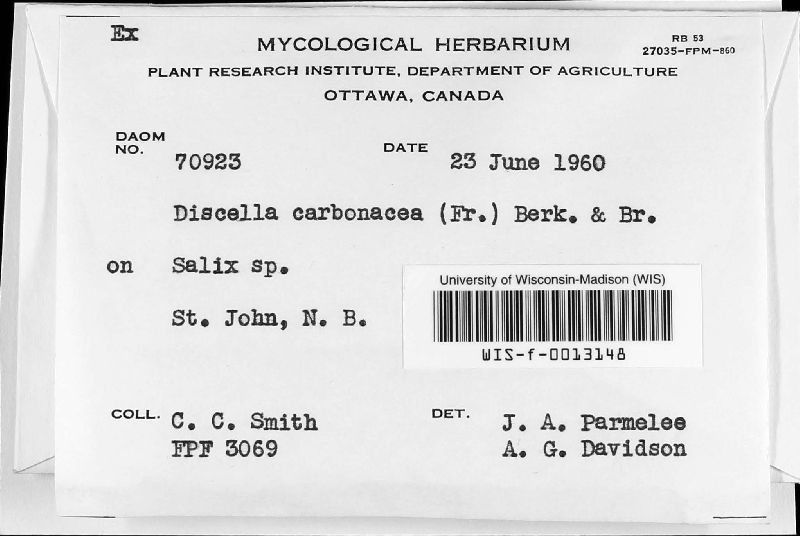 Ex
MYCOLOGICAL HERBARIUM
RB 53
27035-FPM-860
PLANT RESEARCH INSTITUTE, DEPARTMENT OF AGRICULTURE
OTTAWA, CANADA
DAOM NO. 70923 DATE 23 June 1960
Discella carbonacea (Fr.) Berk. & Br.
on Salix sp.
St. John, N. B.
University of Wisconsin-Madison (WIS)
WIS-f-0013148
COLL. C. C. Smith
FPF 3069
DET. J. A. Parmelee
A. G. Davidson